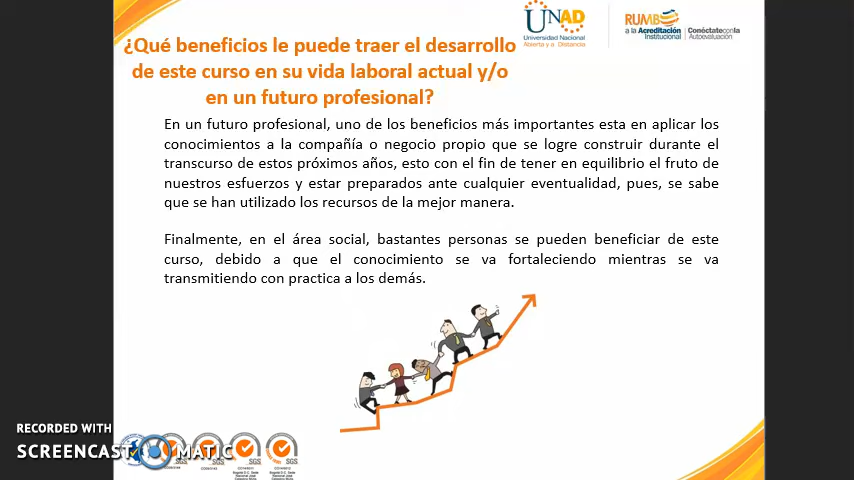 UNAD
Universidad Nacional
Abierta y a Distancia
RUMBO
a la Acreditación
Institucional
Conéctate con la
Autoevaluación
¿Qué beneficios le puede traer el desarrollo
de este curso en su vida laboral actual y/o
en un futuro profesional?
En un futuro profesional, uno de los beneficios más importantes esta en aplicar los
conocimientos a la compañía o negocio propio que se logre construir durante el
transcurso de estos próximos años, esto con el fin de tener en equilibrio el fruto de
nuestros esfuerzos y estar preparados ante cualquier eventualidad, pues, se sabe
que se han utilizado los recursos de la mejor manera.
Finalmente, en el área social, bastantes personas se pueden beneficiar de este
curso, debido a que el conocimiento se va fortaleciendo mientras se va
transmitiendo con practica a los demás.
RECORDED WITH
SCREENCAST MATIC
SGS SGS SGS SGS